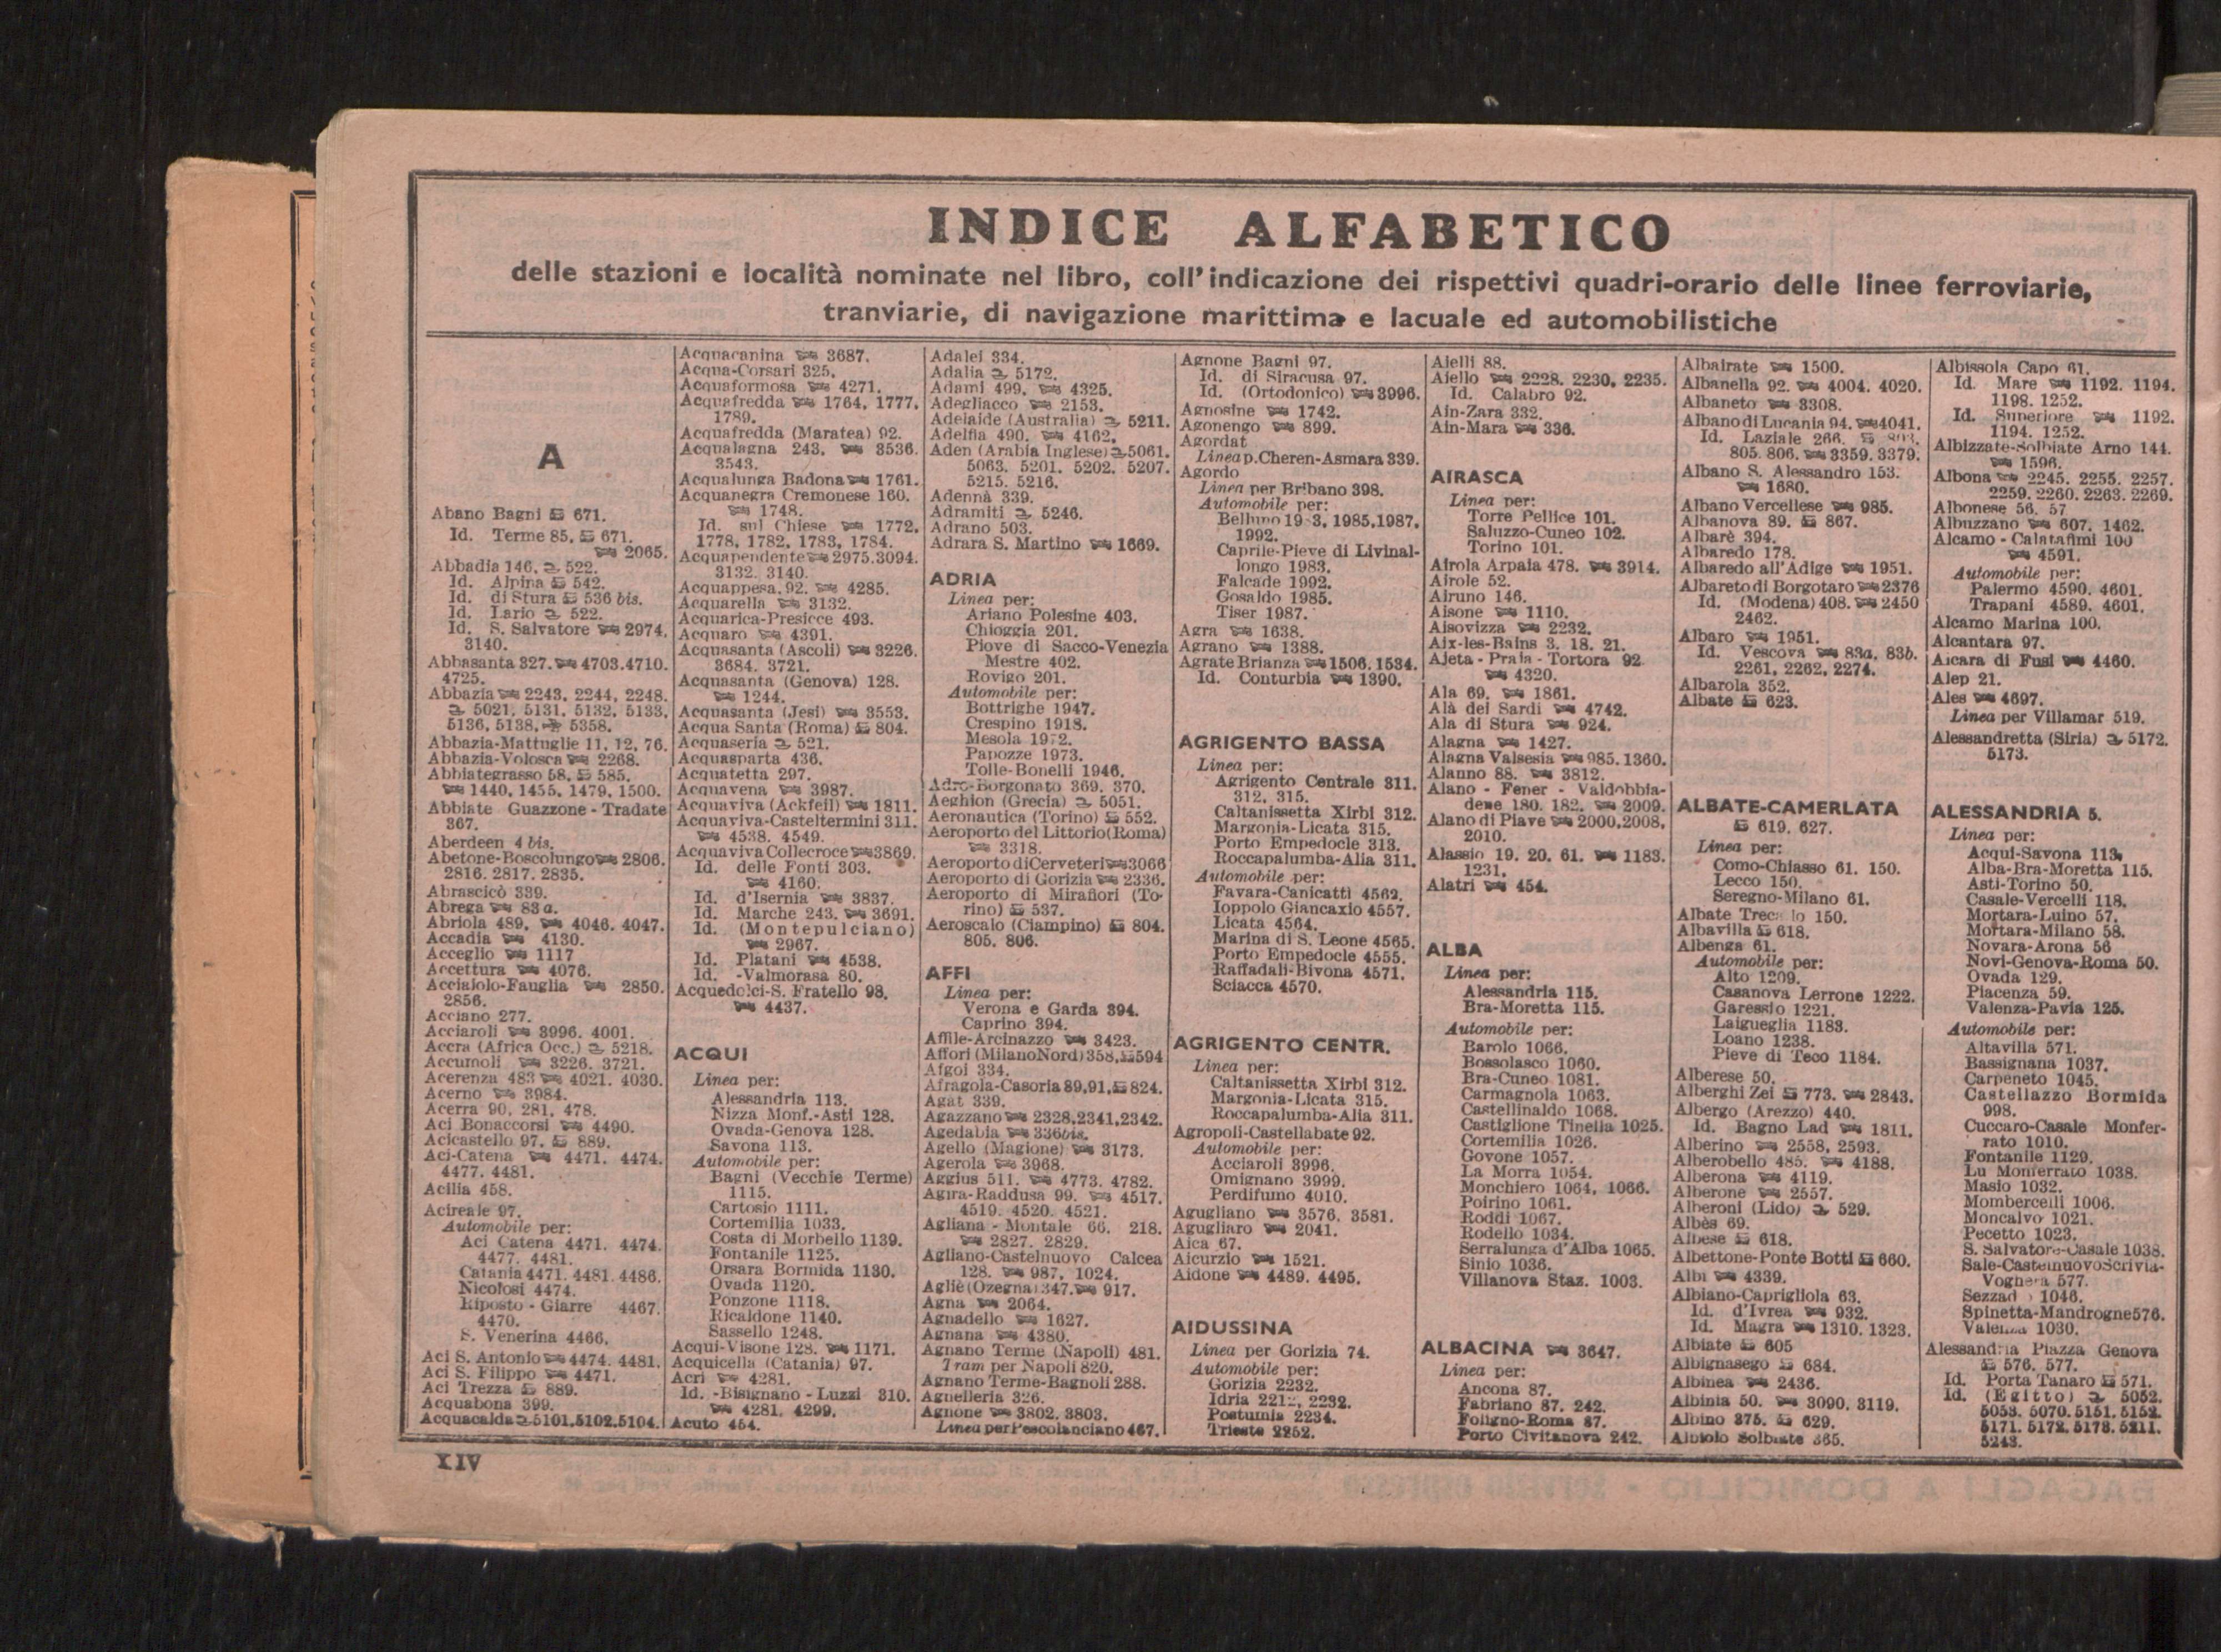 INDICE ALFABETICO
delle stazioni e località nominate nel libro, coll'indicazione dei rispettivi quadri-orario delle linee ferroviarie,
tranviarie, di navigazione marittima e lacuale ed automobilistiche
A
Abano Bagni 671.
Id. Terme 85, 671.
2065.
Abbadia 146, 522.
Id. Alpina 542.
Id. di Stura 536 bis.
Id. Lario 522.
Id. S. Salvatore 2974.
3140.
Abbasanta 327. 4703.4710.
4725.
Abbazia 2243, 2244, 2248.
5021, 5131, 5132, 5133,
5136, 5138, 5358.
Abbazia-Mattuglie 11, 12, 76.
Abbazia-Volosca 2268.
Abbiategrasso 58, 585.
1440, 1455, 1479, 1500.
Abbiate Guazzone - Tradate
367.
Aberdeen 4 bis.
Abetone-Boscolungo 2806.
2816. 2817. 2835.
Abrascicò 339.
Abrega 83a.
Abriola 489, 4046. 4047.
Accadia 4130.
Acceglio 1117
Accettura 4076.
Acciaiolo-Fauglia 2850.
2856.
Acciano 277.
Acciaroli 3996. 4001.
Accra (Africa Occ.) 5218.
Accumoli 3226. 3721.
Acerenza 483 4021. 4030.
Acerno 3984.
Acerra 90, 281, 478.
Aci Bonaccorsi 4490.
Acicastello 97, 889.
Aci-Catena 4471. 4474.
4477. 4481.
Acilia 458.
Acireale 97.
Automobile per:
Aci Catena 4471. 4474.
4477. 4481.
Catania 4471. 4481. 4486.
Nicolosi 4474.
Riposto - Giarre 4467.
4470.
S. Venerina 4466.
Aci S. Antonio 4474. 4481.
Aci S. Filippo 4471.
Aci Trezza 889.
Acquabona 399.
Acquacalda 5101.5102.5104.
Acquacanina 3687.
Acqua-Corsari 325.
Acquaformosa 4271.
Acquafredda 1764, 1777,
1789.
Acquafredda (Maratea) 92.
Acqualagna 243, 3536.
3543.
Acqualunga Badona 1761.
Acquanegra Cremonese 160.
1748.
Id. sul Chiese 1772,
1778, 1782, 1783, 1784.
Acquapendente 2975.3094.
3132. 3140.
Acquappesa, 92. 4285.
Acquarella 3132.
Acquarica-Presicce 493.
Acquaro 4391.
Acquasanta (Ascoli) 3226.
3684. 3721.
Acquasanta (Genova) 128.
1244.
Acquasanta (Jesi) 3553.
Acqua Santa (Roma) 804.
Acquaseria 521.
Acquasparta 436.
Acquatetta 297.
Acquavena 3987.
Acquaviva (Ackfeil) 1811.
Acquaviva-Casteltermini 311.
4538. 4549.
Acquaviva Collecroce 3869.
Id. delle Fonti 303.
4160.
Id. d'Isernia 3837.
Id. Marche 243. 3691.
Id. (Montepulciano)
2967.
Id. Platani 4538.
Id. -Valmorasa 80.
Acquedolci-S. Fratello 98.
4437.
ACQUI
Linea per:
Alessandria 113.
Nizza Monf.-Asti 128.
Ovada-Genova 128.
Savona 113.
Automobile per:
Bagni (Vecchie Terme)
1115.
Cartosio 1111.
Cortemilia 1033.
Costa di Morbello 1139.
Fontanile 1125.
Orsara Bormida 1130.
Ovada 1120.
Ponzone 1118.
Ricaldone 1140.
Sassello 1248.
Acqui-Visone 128. 1171.
Acquicella (Catania) 97.
Acri 4281.
Id. -Bisignano - Luzzi 310.
4281. 4299.
Acuto 454.
Adalei 334.
Adalia 5172.
Adami 499, 4325.
Adegliacco 2153.
Adelaide (Australia) 5211.
Adelfia 490. 4162.
Aden (Arabia Inglese) 5061.
5063. 5201. 5202. 5207.
5215. 5216.
Adennà 339.
Adramiti 5246.
Adrano 503.
Adrara S. Martino 1669.
ADRIA
Linea per:
Ariano Polesine 403.
Chioggia 201.
Piove di Sacco-Venezia
Mestre 402.
Rovigo 201.
Automobile per:
Bottrighe 1947.
Crespino 1918.
Mesola 1972.
Papozze 1973.
Tolle-Bonelli 1946.
Adro-Borgonato 369. 370.
Aeghion (Grecia) 5051.
Aeronautica (Torino) 552.
Aeroporto del Littorio (Roma)
3318.
Aeroporto di Cerveteri 3066
Aeroporto di Gorizia 2336.
Aeroporto di Mirafiori (To-
rino) 537.
Aeroscalo (Ciampino) 804.
805. 806.
AFFI
Linea per:
Verona e Garda 394.
Caprino 394.
Affile-Arcinazzo 3423.
Affori (Milano Nord) 358, 594
Afgoi 334.
Afragola-Casoria 89,91, 824.
Agat 339.
Agazzano 2328,2341,2342.
Agedabia 336bis.
Agello (Magione) 3173.
Agerola 3968.
Aggius 511. 4773. 4782.
Agira-Raddusa 99. 4517.
4519. 4520. 4521.
Agliana - Montale 66. 218.
2827. 2829.
Agliano-Castelnuovo Calcea
128. 987, 1024.
Agliè (Ozegna) 347. 917.
Agna 2064.
Agnadello 1627.
Agnana 4380.
Agnano Terme (Napoli) 481.
Tram per Napoli 820.
Agnano Terme-Bagnoli 288.
Agnelleria 326.
Agnone 3802. 3803.
Linea per Pescolanciano 467.
Agnone Bagni 97.
Id. di Siracusa 97.
Id. (Ortodonico) 3996.
Agnosine 1742.
Agonengo 899.
Agordat
Linea p. Cheren-Asmara 339.
Agordo
Linea per Bribano 398.
Automobile per:
Belluno 1983, 1985,1987,
1992.
Caprile-Pieve di Livinal-
longo 1983.
Falcade 1992.
Gosaldo 1985.
Tiser 1987.
Agra 1638.
Agrano 1388.
Agrate Brianza 1506. 1534.
Id. Conturbia 1390.
AGRIGENTO BASSA
Linea per:
Agrigento Centrale 311.
312, 315.
Caltanissetta Xirbi 312.
Margonia-Licata 315.
Porto Empedocle 313.
Roccapalumba-Alia 311.
Automobile per:
Favara-Canicattì 4562.
Ioppolo Giancaxio 4557.
Licata 4564.
Marina di S. Leone 4565.
Porto Empedocle 4555.
Raffadali-Bivona 4571.
Sciacca 4570.
AGRIGENTO CENTR.
Linea per:
Caltanissetta Xirbi 312.
Margonia-Licata 315.
Roccapalumba-Alia 311.
Agropoli-Castellabate 92.
Automobile per:
Acciaroli 3996.
Omignano 3999.
Perdifumo 4010.
Agugliano 3576. 3581.
Agugliaro 2041.
Aica 67.
Aicurzio 1521.
Aidone 4489. 4495.
AIDUSSINA
Linea per Gorizia 74.
Automobile per:
Gorizia 2232.
Idria 2212, 2232.
Postumia 2234.
Trieste 2252.
Aielli 88.
Aiello 2228. 2230, 2235.
Id. Calabro 92.
Ain-Zara 332.
Ain-Mara 336.
AIRASCA
Linea per:
Torre Pellice 101.
Saluzzo-Cuneo 102.
Torino 101.
Airola Arpaia 478. 3914.
Airole 52.
Airuno 146.
Aisone 1110.
Aisovizza 2232.
Aix-les-Bains 3. 18. 21.
Ajeta - Praia - Tortora 92
4320.
Ala 69. 1861.
Alà dei Sardi 4742.
Ala di Stura 924.
Alagna 1427.
Alagna Valsesia 985. 1360.
Alanno 88. 3812.
Alano - Fener - Valdobbia-
dene 180. 182. 2009.
Alano di Piave 2000,2008,
2010.
Alassio 19. 20, 61. 1183.
1231.
Alatri 454.
ALBA
Linea per:
Alessandria 115.
Bra-Moretta 115.
Automobile per:
Barolo 1066.
Bossolasco 1060.
Bra-Cuneo 1081.
Carmagnola 1063.
Castellinaldo 1068.
Castiglione Tinella 1025.
Cortemilia 1026.
Govone 1057.
La Morra 1054.
Monchiero 1064, 1066.
Poirino 1061.
Roddi 1067.
Rodello 1034.
Serralunga d'Alba 1065.
Sinio 1036.
Villanova Staz. 1003.
ALBACINA 3647.
Linea per:
Ancona 87.
Fabriano 87. 242.
Foligno-Roma 87.
Porto Civitanova 242.
Albairate 1500.
Albanella 92. 4004. 4020.
Albaneto 3308.
Albano di Lucania 94. 4041.
Id. Laziale 266.
805. 806. 3359. 3379.
Albano S. Alessandro 153.
1680.
Albano Vercellese 985.
Albanova 89. 867.
Albarè 394.
Albaredo 178.
Albaredo all'Adige 1951.
Albareto di Borgotaro 2376
Id. (Modena) 408. 2450
2462.
Albaro 1951.
Id. Vescova 83a, 83b.
2261, 2262, 2274.
Albarola 352.
Albate 623.
ALBATE-CAMERLATA
619. 627.
Linea per:
Como-Chiasso 61. 150.
Lecco 150.
Seregno-Milano 61.
Albate 150.
Albavilla 618.
Albenga 61.
Automobile per:
Alto 1209.
Casanova Lerrone 1222.
Garessio 1221.
Laigueglia 1183.
Loano 1238.
Pieve di Teco 1184.
Alberese 50.
Alberghi Zei 773. 2843.
Albergo (Arezzo) 440.
Id. Bagno Lad 1811.
Alberino 2558, 2593.
Alberobello 485. 4188.
Alberona 4119.
Alberone 2557.
Alberoni (Lido) 529.
Albès 69.
Albese 618.
Albettone-Ponte Botti 660.
Albi 4339.
Albiano-Caprigliola 63.
Id. d'Ivrea 932.
Id. Magra 1310. 1323.
Albiate 605
Albignasego 684.
Albinea 2436.
Albinia 50. 3090, 3119.
Albino 375. 629.
Albiolo Solbiate 365.
Albissola Capo 61.
Id. Mare 1192. 1194.
1198. 1252.
Id. Superiore 1192.
1194. 1252.
Albizzate-Solbiate Arno 144.
1596.
Albona 2245. 2255. 2257.
2259. 2260. 2263. 2269.
Albonese 56. 57
Albuzzano 607. 1462.
Alcamo - Calatafimi 100
4591.
Automobile per:
Palermo 4590. 4601.
Trapani 4589. 4601.
Alcamo Marina 100.
Alcantara 97.
Alcara di Fusi 4460.
Alep 21.
Ales 4697.
Linea per Villamar 519.
Alessandretta (Siria) 5172.
5173.
ALESSANDRIA 5.
Linea per:
Acqui-Savona 113.
Alba-Bra-Moretta 115.
Asti-Torino 50.
Casale-Vercelli 118.
Mortara-Luino 57.
Mortara-Milano 58.
Novara-Arona 56
Novi-Genova-Roma 50.
Ovada 129.
Piacenza 59.
Valenza-Pavia 125.
Automobile per:
Altavilla 571.
Bassignana 1037.
Carpeneto 1045.
Castellazzo Bormida
998.
Cuccaro-Casale Monfer-
rato 1010.
Fontanile 1129.
Lu Monferrato 1038.
Masio 1032.
Mombercelli 1006.
Moncalvo 1021.
Pecetto 1023.
S. Salvatore-Casale 1038.
Sale-Castelnuovo Scrivia-
Voghera 577.
1046.
Spinetta-Mandrogne 576.
Valenza 1030.
Alessandria Piazza Genova
576. 577.
Id. Porta Tanaro 571.
Id. (Egitto) 5052.
5053. 5070. 5151. 5152.
5171. 5172. 5173. 5211.
5243.
XIV